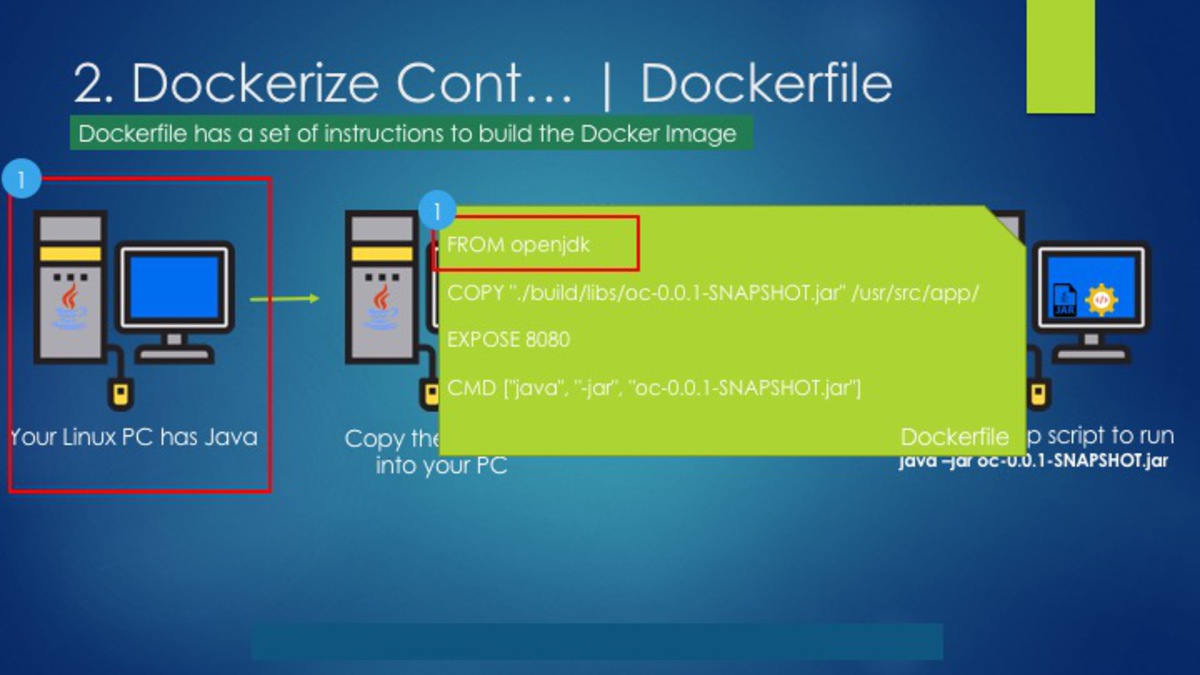 2. Dockerize Cont... | Dockerfile
Dockerfile has a set of instructions to build the Docker Image
1
1
FROM openjdk
COPY "./build/libs/oc-0.0.1-SNAPSHOT.jar" /usr/src/app/
EXPOSE 8080
CMD ["java", "-jar", "oc-0.0.1-SNAPSHOT.jar"]
Dockerfile
Your Linux PC has Java
Copy the
into your PC
JAR
script to run
java –jar oc-0.0.1-SNAPSHOT.jar